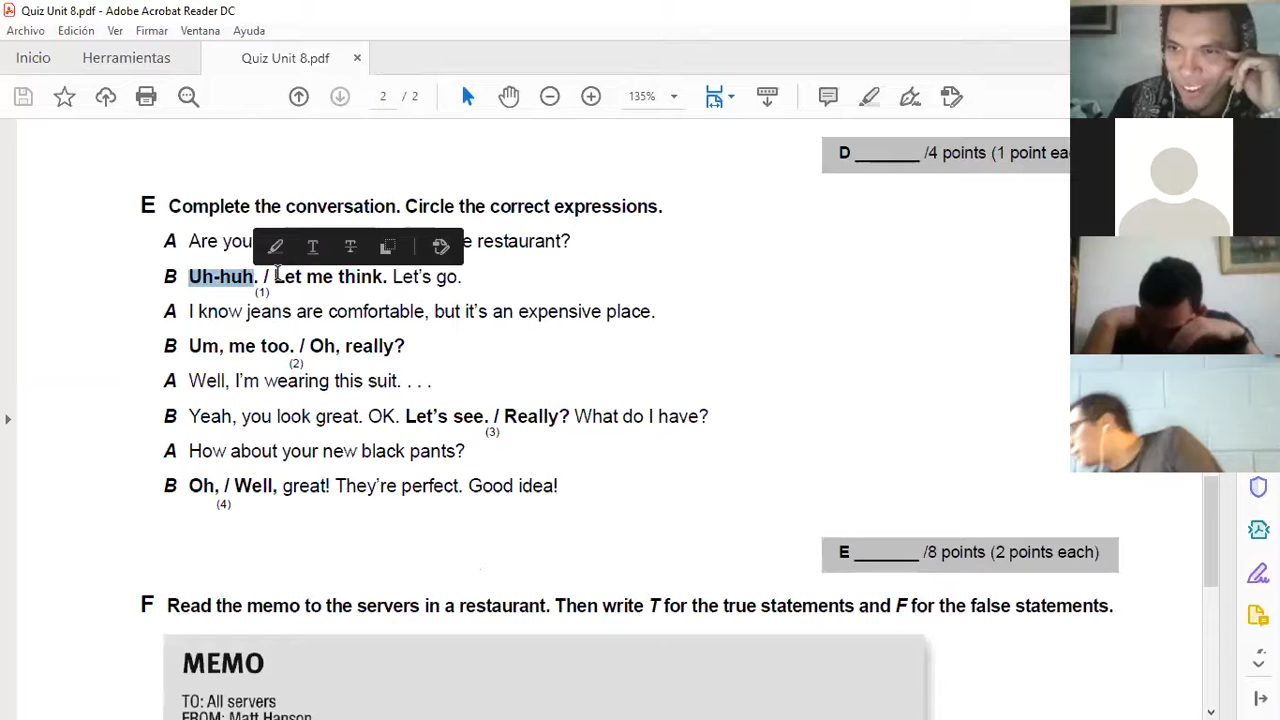 Quiz Unit 8.pdf - Adobe Acrobat Reader DC
Archivo Edición Ver Firmar Ventana Ayuda
Inicio Herramientas Quiz Unit 8.pdf ×
2 / 2 135%
D ______ /4 points (1 point ea
E Complete the conversation. Circle the correct expressions.
A Are you e restaurant?
B Uh-huh. / Let me think. Let's go.
(1)
A I know jeans are comfortable, but it's an expensive place.
B Um, me too. / Oh, really?
(2)
A Well, I'm wearing this suit. . . .
B Yeah, you look great. OK. Let's see. / Really? What do I have?
(3)
A How about your new black pants?
B Oh, / Well, great! They're perfect. Good idea!
(4)
E ______ /8 points (2 points each)
F Read the memo to the servers in a restaurant. Then write T for the true statements and F for the false statements.
MEMO
TO: All servers
FROM: Matt Hanson